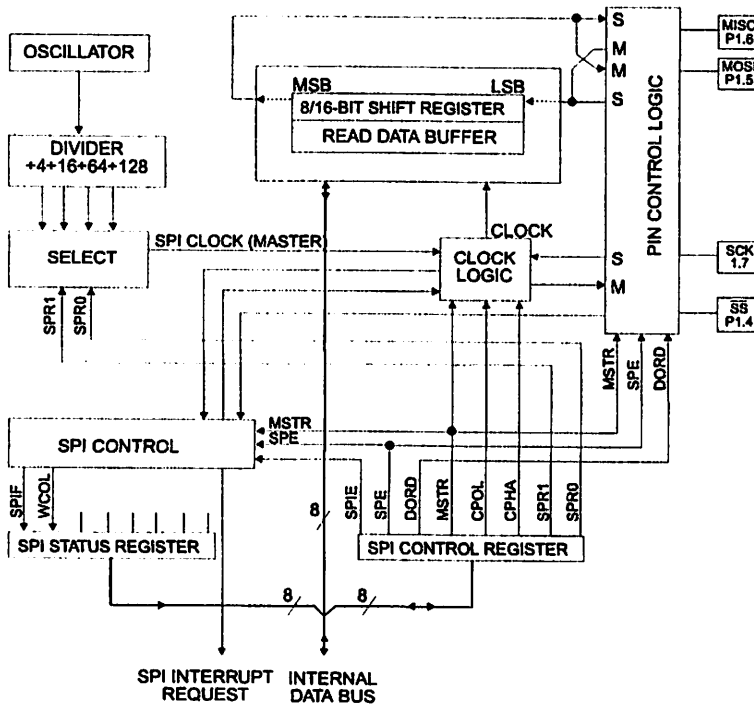 OSCILLATOR
DIVIDER
+4+16+64+128
SELECT
SPI CLOCK (MASTER)
SPR1
SPR0
MSB
LSB
8/16-BIT SHIFT REGISTER
READ DATA BUFFER
CLOCK
CLOCK
LOGIC
S
M
M
S
S
M
PIN CONTROL LOGIC
MISO
P1.6
MOSI
P1.5
SCK
1.7
SS
P1.4
MSTR
SPE
DORD
SPI CONTROL
MSTR
SPE
SPIF
WCOL
SPI STATUS REGISTER
SPIE
SPE
DORD
MSTR
CPOL
CPHA
SPR1
SPR0
SPI CONTROL REGISTER
8
8
8
SPI INTERRUPT
REQUEST
INTERNAL
DATA BUS